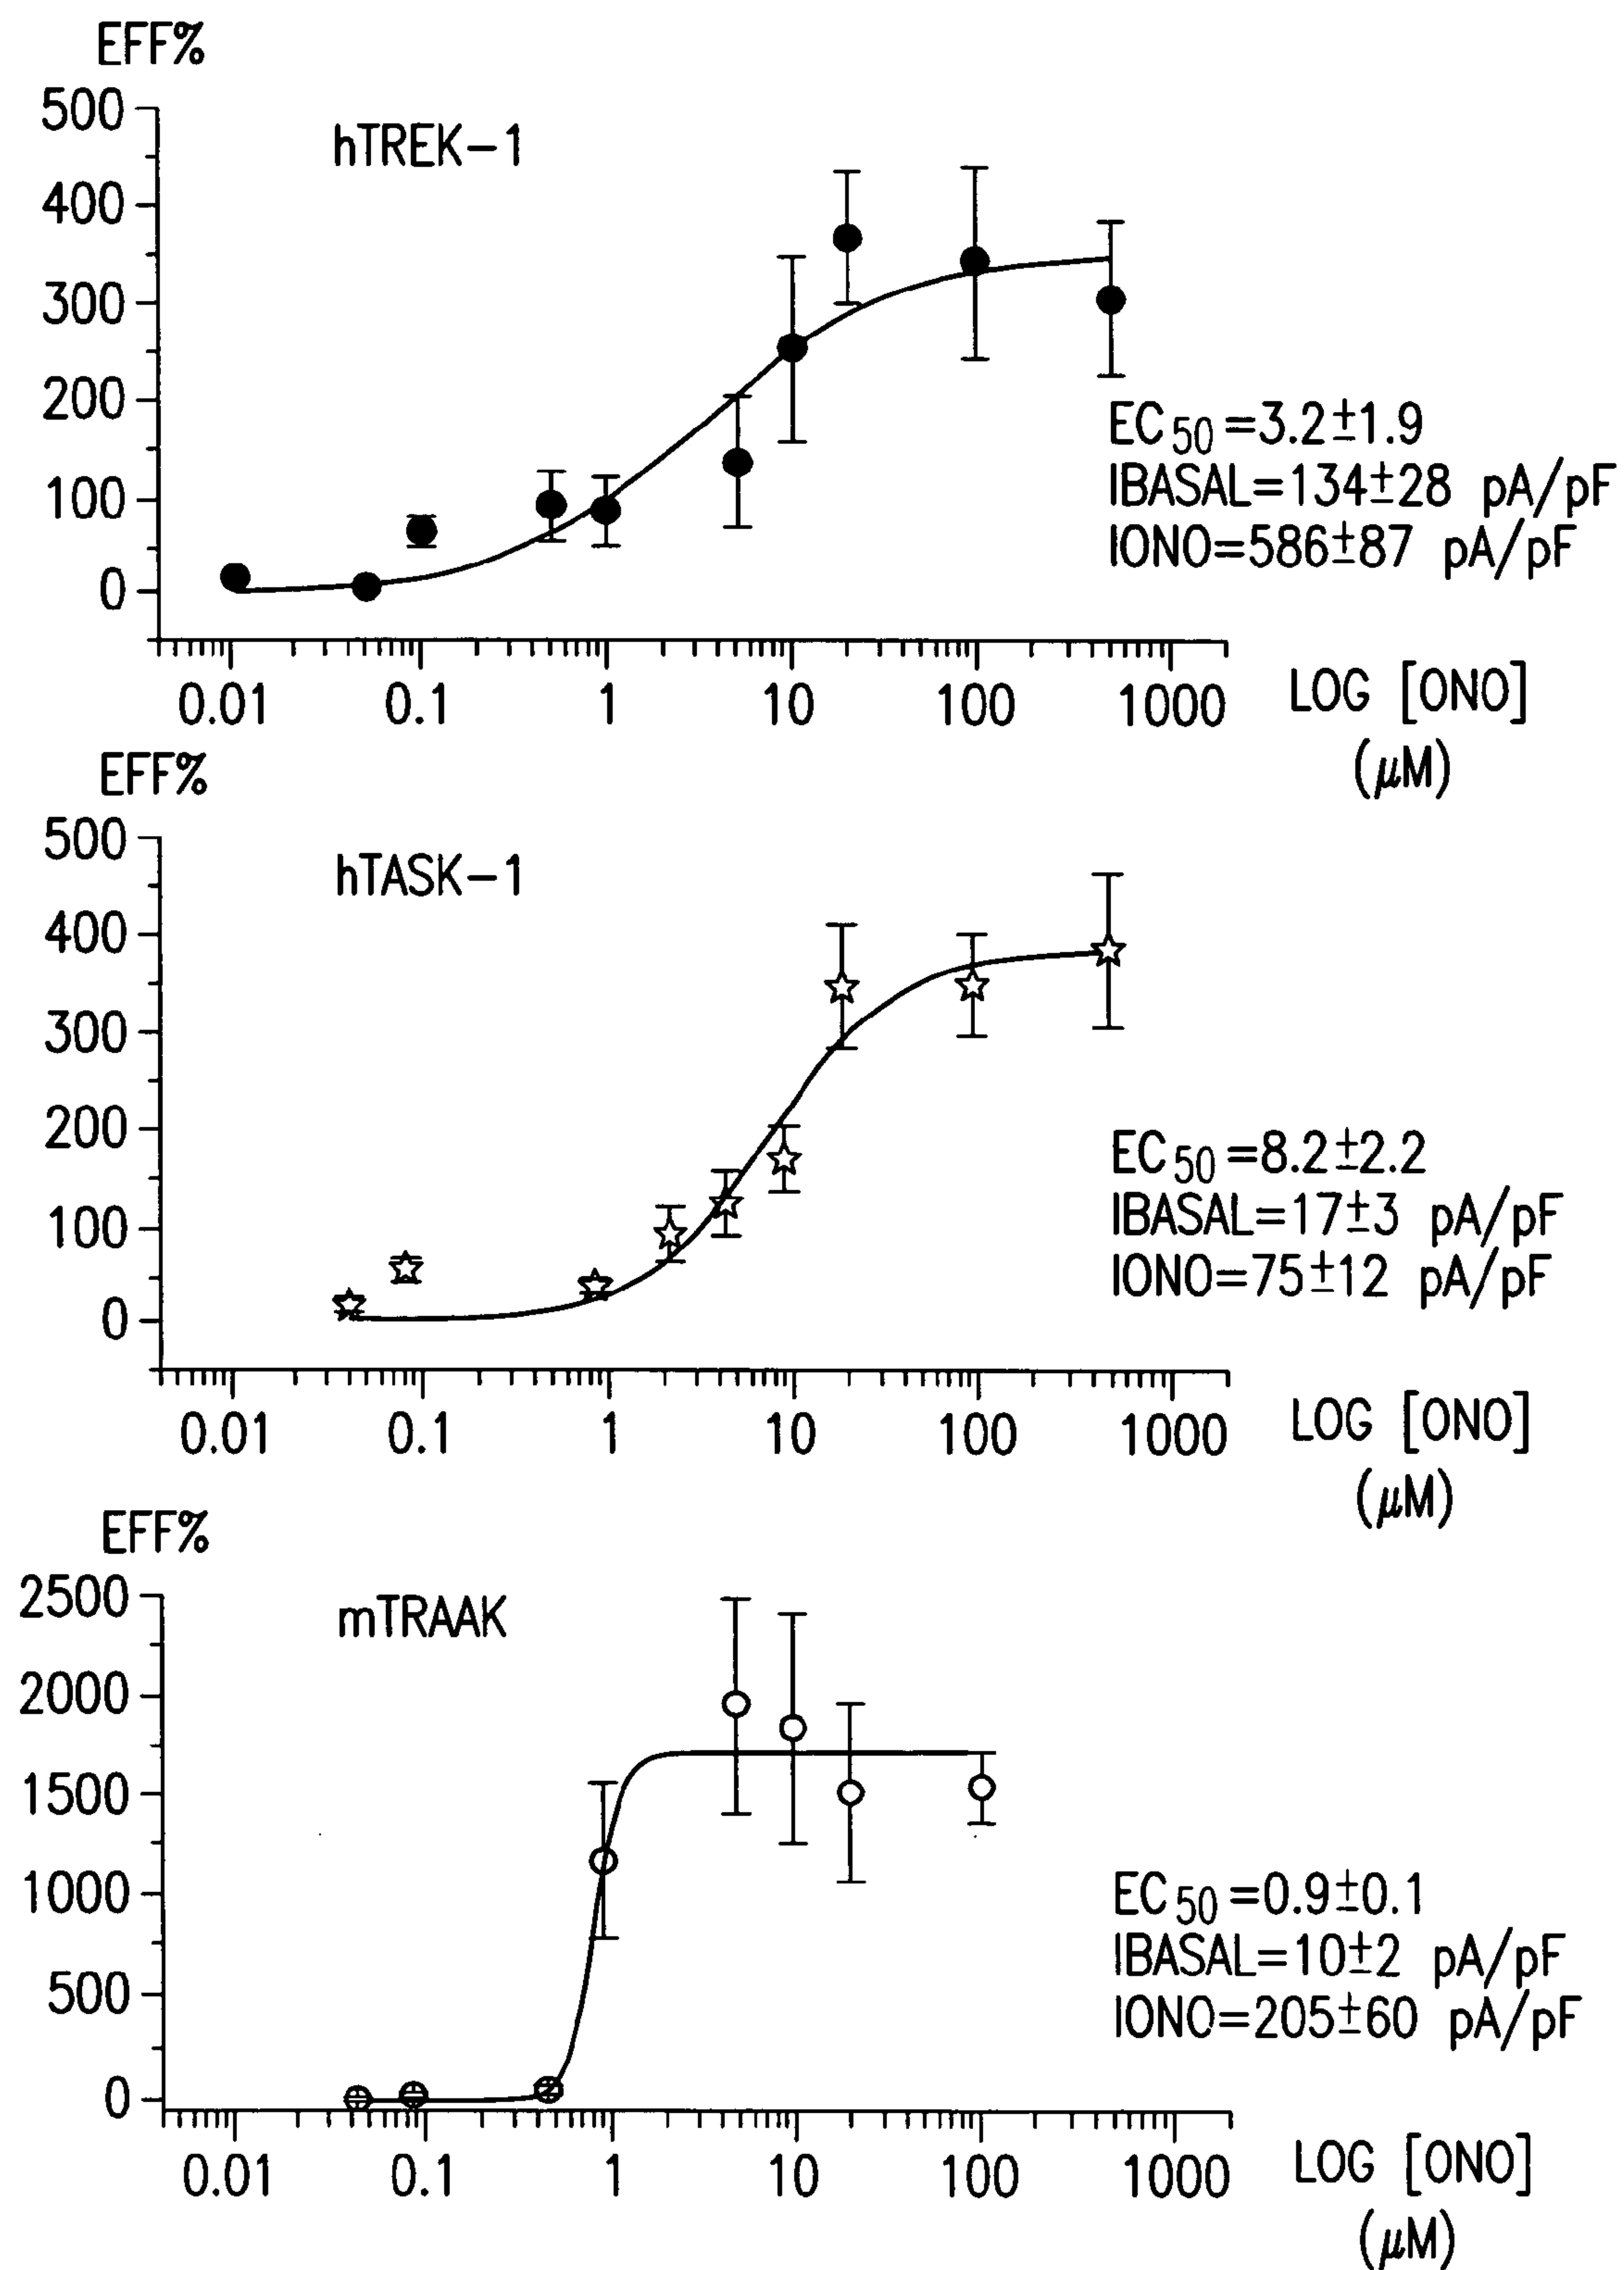 EFF%
500
400
300
200
100
0
hTREK-1
EC50=3.2±1.9
IBASAL=134±28 pA/pF
IONO=586±87 pA/pF
0.01 0.1 1 10 100 1000
LOG [ONO]
(μM)
EFF%
500
400
300
200
100
0
hTASK-1
EC50=8.2±2.2
IBASAL=17±3 pA/pF
IONO=75±12 pA/pF
0.01 0.1 1 10 100 1000
LOG [ONO]
(μM)
EFF%
2500
2000
1500
1000
500
0
mTRAAK
EC50=0.9±0.1
IBASAL=10±2 pA/pF
IONO=205±60 pA/pF
0.01 0.1 1 10 100 1000
LOG [ONO]
(μM)